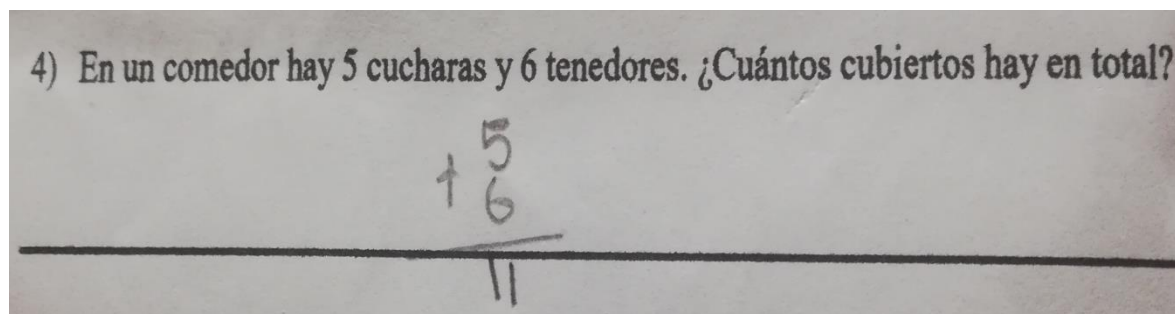 4) En un comedor hay 5 cucharas y 6 tenedores. ¿Cuántos cubiertos hay en total?
5
+ 6
11